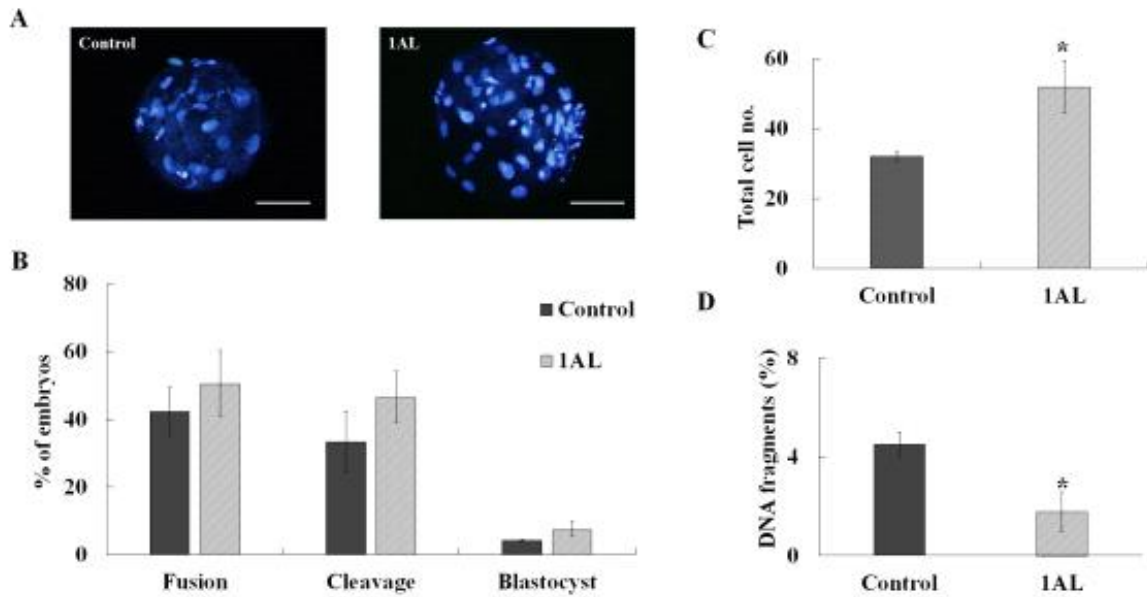 A
Control
1AL
B
80
60
40
20
0
% of embryos
Control
1AL
Fusion
Cleavage
Blastocyst
C
60
40
20
0
Total cell no.
*
Control
1AL
D
8
4
0
DNA fragments (%)
*
Control
1AL